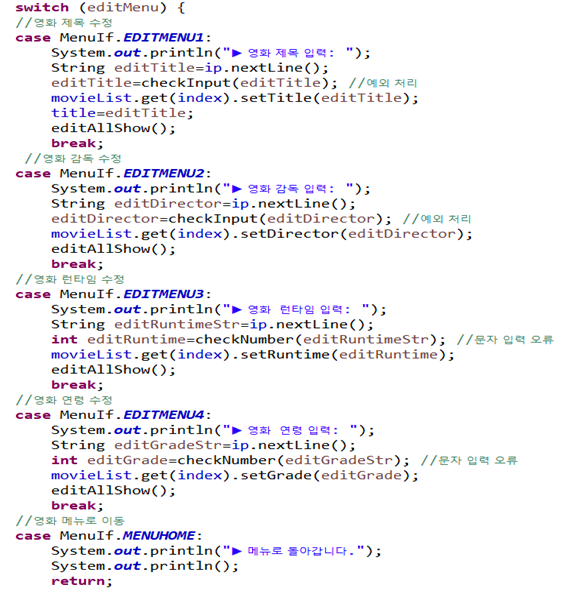 switch (editMenu) {
//영화 제목 수정
case MenuIf.EDITMENU1:
System.out.println("▶ 영화 제목 입력: ");
String editTitle=ip.nextLine();
editTitle=checkInput(editTitle); //예외 처리
movieList.get(index).setTitle(editTitle);
title=editTitle;
editAllShow();
break;
//영화 감독 수정
case MenuIf.EDITMENU2:
System.out.println("▶ 영화 감독 입력: ");
String editDirector=ip.nextLine();
editDirector=checkInput(editDirector); //예외 처리
movieList.get(index).setDirector(editDirector);
editAllShow();
break;
//영화 런타임 수정
case MenuIf.EDITMENU3:
System.out.println("▶ 영화  런타임 입력: ");
String editRuntimeStr=ip.nextLine();
int editRuntime=checkNumber(editRuntimeStr); //문자 입력 오류
movieList.get(index).setRuntime(editRuntime);
editAllShow();
break;
//영화 연령 수정
case MenuIf.EDITMENU4:
System.out.println("▶ 영화  연령 입력: ");
String editGradeStr=ip.nextLine();
int editGrade=checkNumber(editGradeStr); //문자 입력 오류
movieList.get(index).setGrade(editGrade);
editAllShow();
break;
//영화 메뉴로 이동
case MenuIf.MENUHOME:
System.out.println("▶ 메뉴로 돌아갑니다.");
System.out.println();
return;